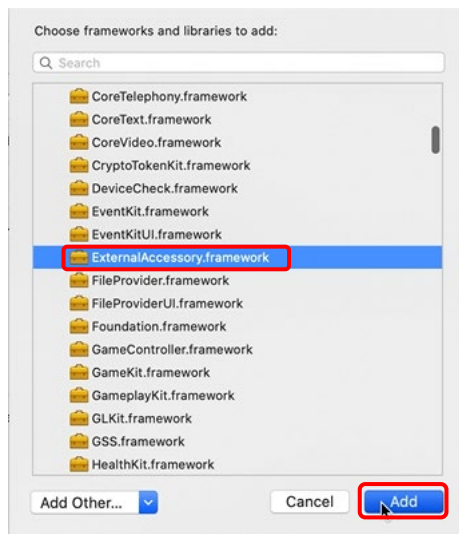 Choose frameworks and libraries to add:
Search
CoreTelephony.framework
CoreText.framework
CoreVideo.framework
CryptoTokenKit.framework
DeviceCheck.framework
EventKit.framework
EventKitUI.framework
ExternalAccessory.framework
FileProvider.framework
FileProviderUI.framework
Foundation.framework
GameController.framework
GameKit.framework
GameplayKit.framework
GLKit.framework
GSS.framework
HealthKit.framework
Add Other... Cancel Add